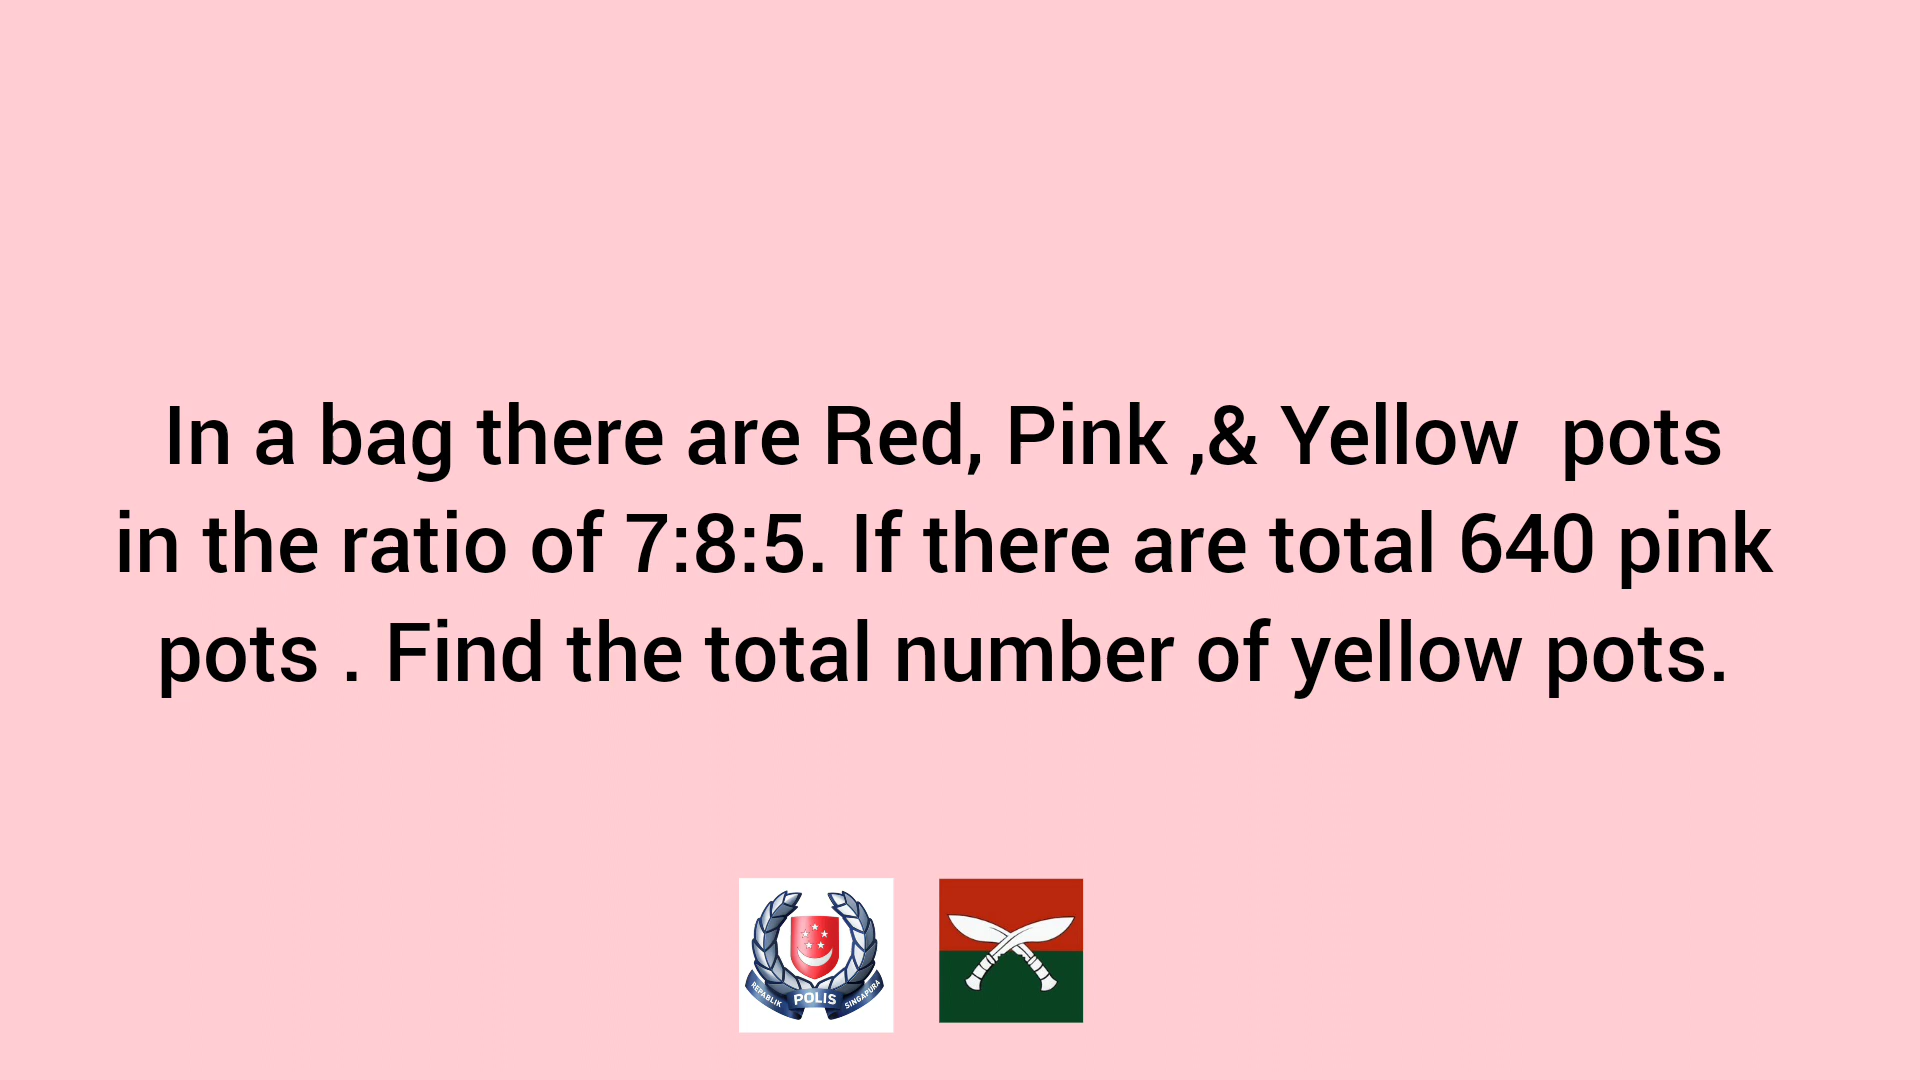 In a bag there are Red, Pink ,& Yellow  pots
in the ratio of 7:8:5. If there are total 640 pink
pots . Find the total number of yellow pots.
REPABLIK POLIS SINGAPURA